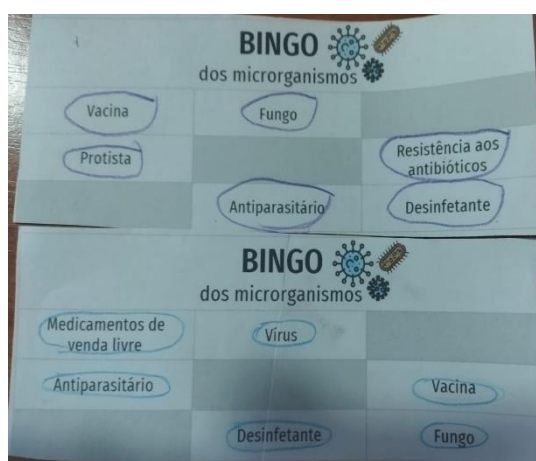 BINGO
dos microrganismos
Vacina
Fungo
Protista
Resistência aos
antibióticos
Antiparasitário
Desinfetante
BINGO
dos microrganismos
Medicamentos de
venda livre
Vírus
Antiparasitário
Vacina
Desinfetante
Fungo